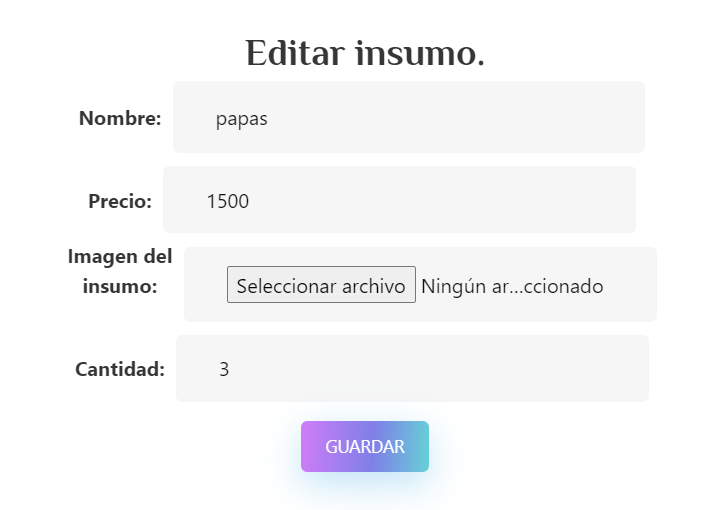 Editar insumo.
Nombre: papas
Precio: 1500
Imagen del
insumo: Seleccionar archivo Ningún ar...ccionado
Cantidad: 3
GUARDAR